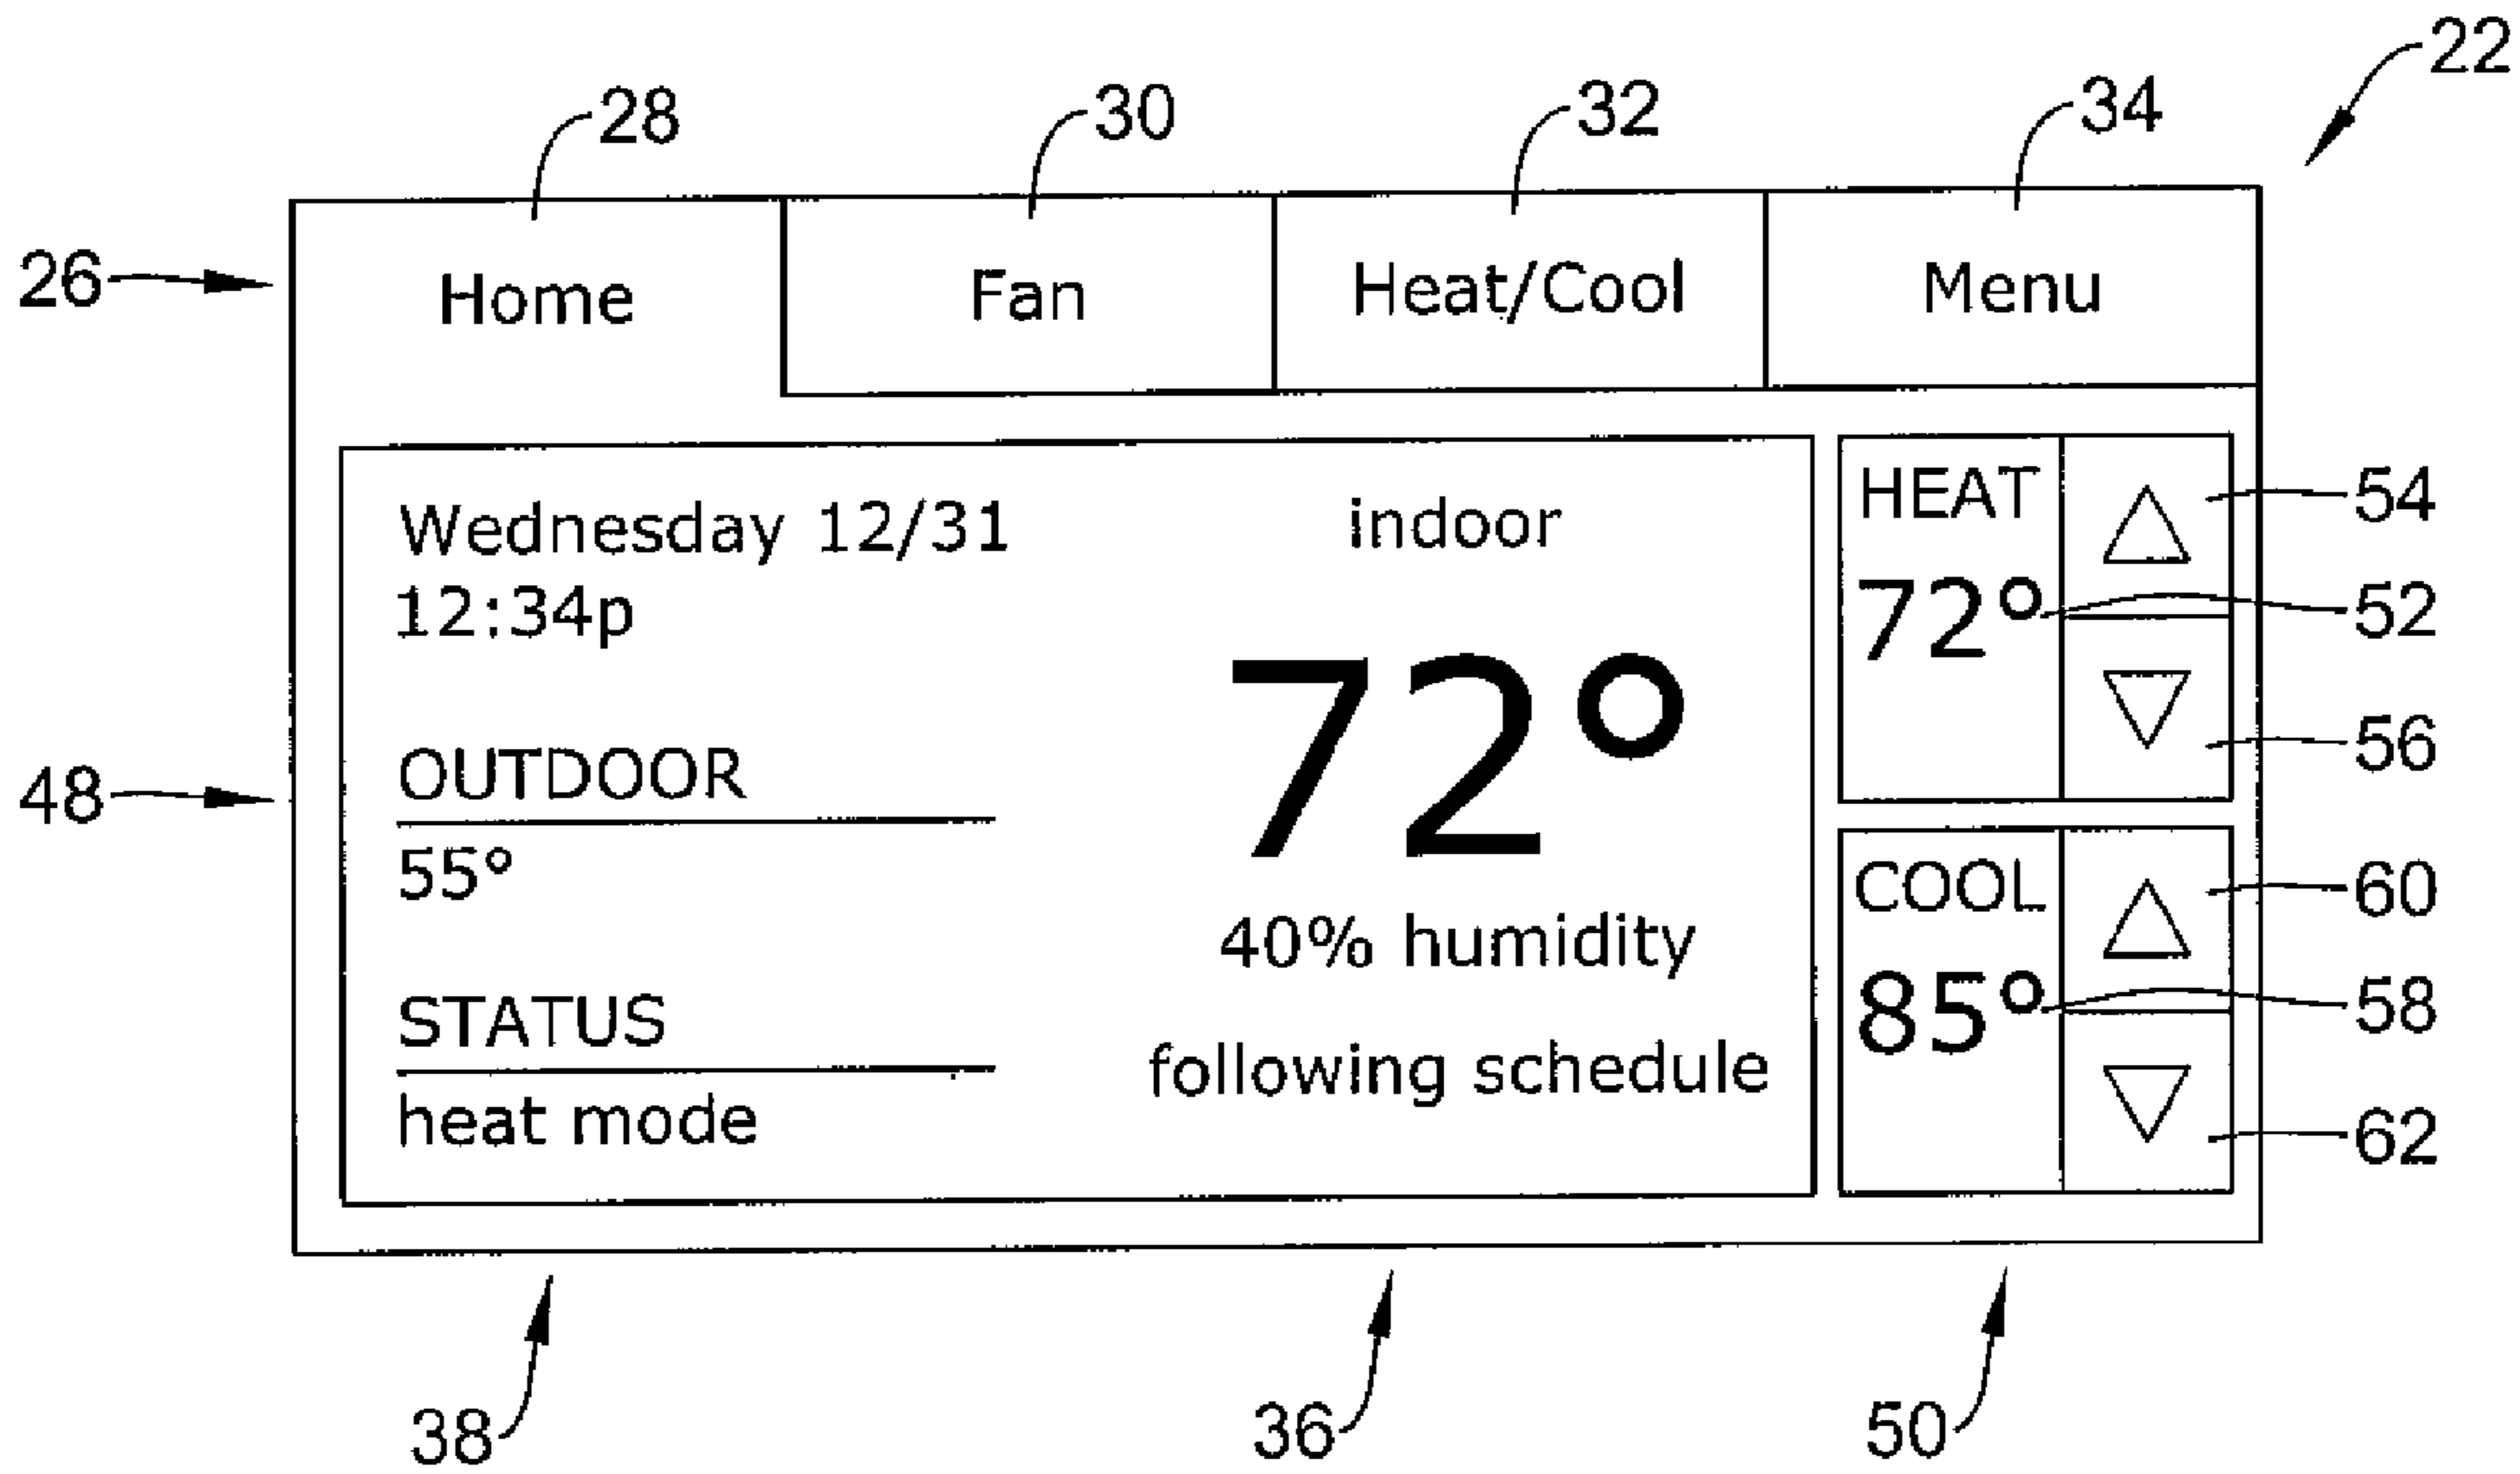 22
28 30 32 34
26
Home Fan Heat/Cool Menu
Wednesday 12/31
12:34p
OUTDOOR
55°
STATUS
heat mode
indoor
72°
40% humidity
following schedule
HEAT
72°
COOL
85°
54
52
56
60
58
62
48
38 36 50